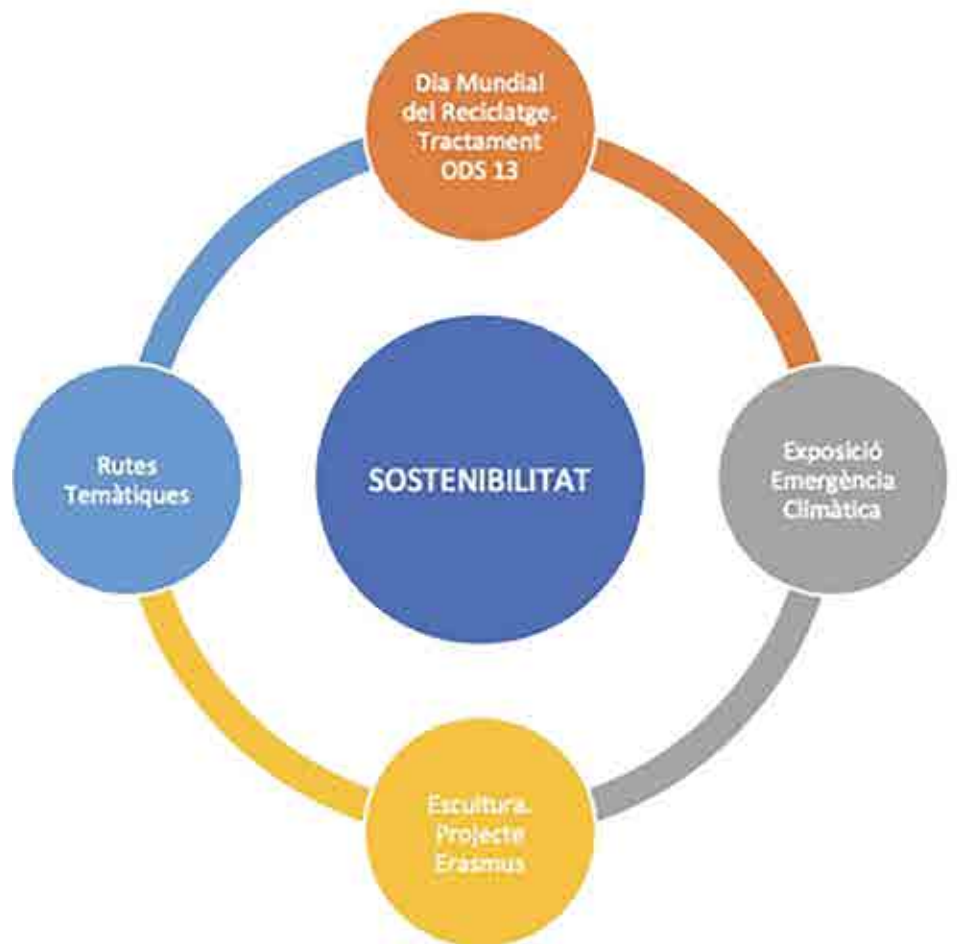 Dia Mundial
del Reciclatge.
Tractament
ODS 13
Rutes
Temàtiques
SOSTENIBILITAT
Exposició
Emergència
Climàtica
Escultura.
Projecte
Erasmus